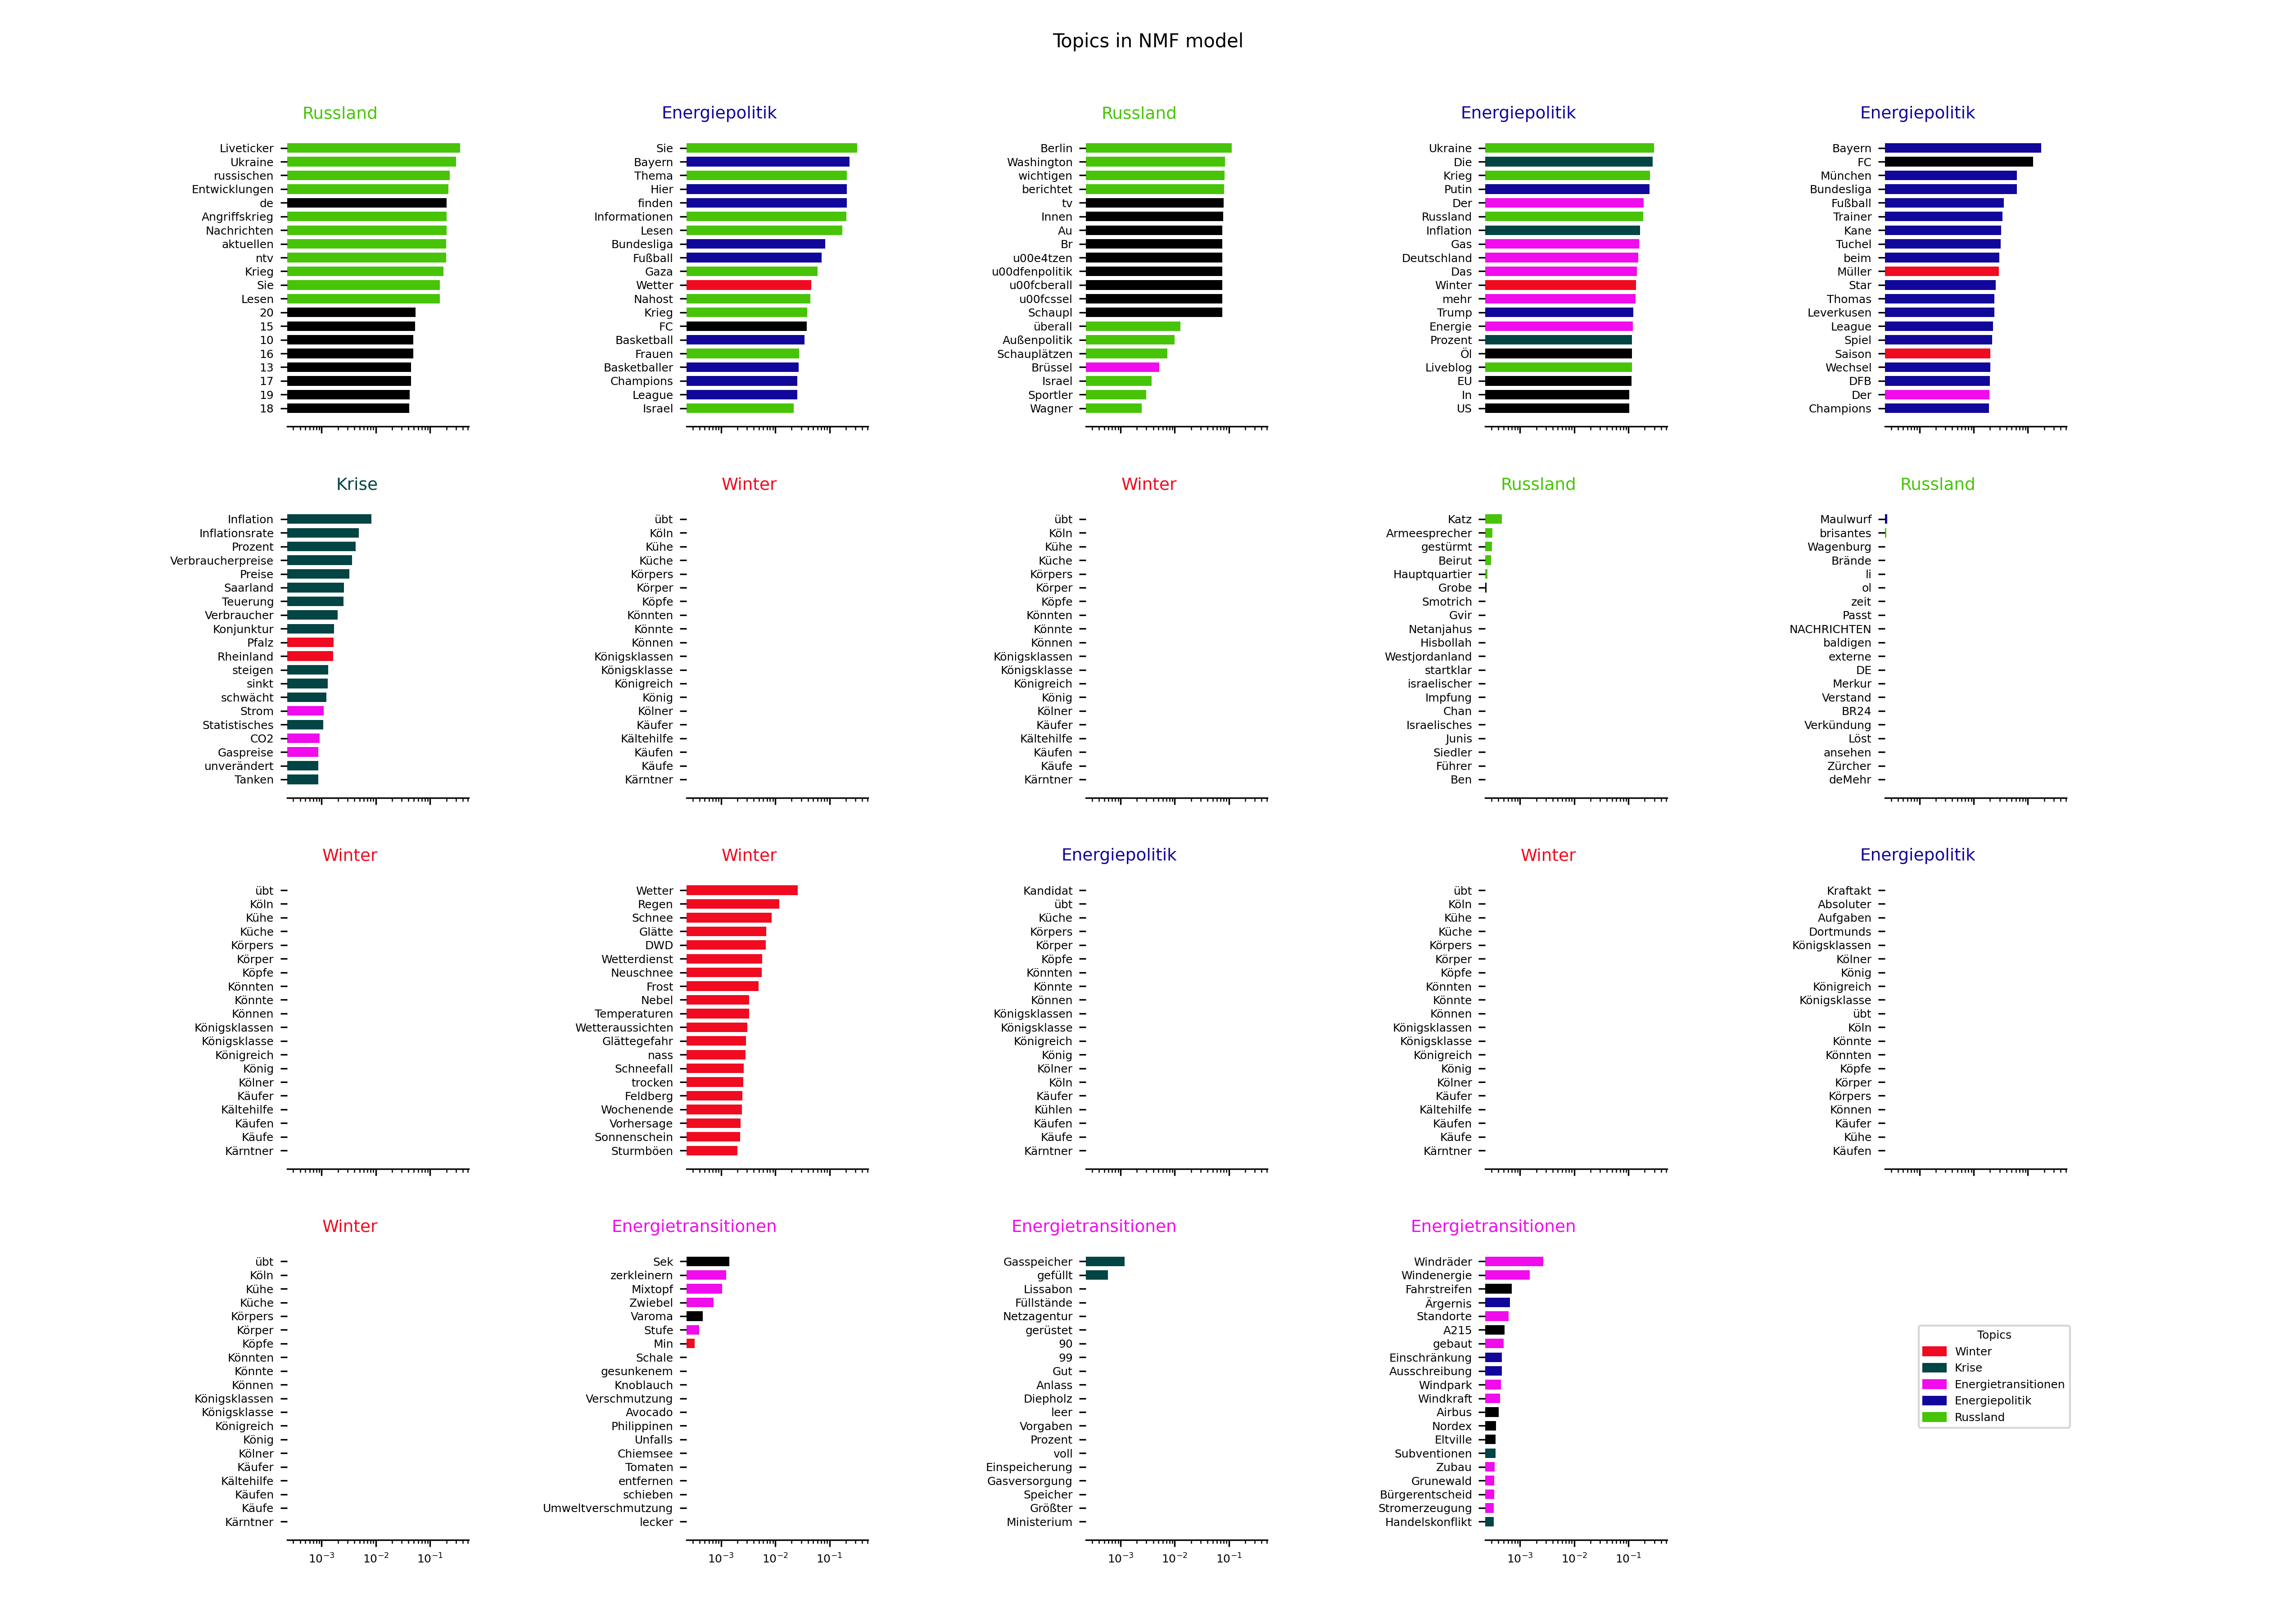 Topics in NMF model
Russland
Liveticker
Ukraine
russischen
Entwicklungen
de
Angriffskrieg
Nachrichten
aktuellen
ntv
Krieg
Sie
Lesen
20
15
10
16
13
17
19
18
Energiepolitik
Sie
Bayern
Thema
Hier
finden
Informationen
Lesen
Bundesliga
Fußball
Gaza
Wetter
Nahost
Krieg
FC
Basketball
Frauen
Basketballer
Champions
League
Israel
Russland
Berlin
Washington
wichtigen
berichtet
tv
Innen
Au
Br
u00e4tzen
u00dfenpolitik
u00fcberall
u00fcssel
Schaupl
überall
Außenpolitik
Schauplätzen
Brüssel
Israel
Sportler
Wagner
Energiepolitik
Ukraine
Die
Krieg
Putin
Der
Russland
Inflation
Gas
Deutschland
Das
Winter
mehr
Trump
Energie
Prozent
Öl
Liveblog
EU
In
US
Energiepolitik
Bayern
FC
München
Bundesliga
Fußball
Trainer
Kane
Tuchel
beim
Müller
Star
Thomas
Leverkusen
League
Spiel
Saison
Wechsel
DFB
Der
Champions
Krise
Inflation
Inflationsrate
Prozent
Verbraucherpreise
Preise
Saarland
Teuerung
Verbraucher
Konjunktur
Pfalz
Rheinland
steigen
sinkt
schwächt
Strom
Statistisches
CO2
Gaspreise
unverändert
Tanken
Winter
übt
Köln
Kühe
Küche
Körpers
Körper
Köpfe
Könnten
Könnte
Können
Königsklassen
Königsklasse
Königreich
König
Kölner
Käufer
Kältehilfe
Käufen
Käufe
Kärntner
Winter
übt
Köln
Kühe
Küche
Körpers
Körper
Köpfe
Könnten
Könnte
Können
Königsklassen
Königsklasse
Königreich
König
Kölner
Käufer
Kältehilfe
Käufen
Käufe
Kärntner
Russland
Katz
Armeesprecher
gestürmt
Beirut
Hauptquartier
Grobe
Smotrich
Gvir
Netanjahus
Hisbollah
Westjordanland
startklar
israelischer
Impfung
Chan
Israelisches
Junis
Siedler
Führer
Ben
Russland
Maulwurf
brisantes
Wagenburg
Brände
li
ol
zeit
Passt
NACHRICHTEN
baldigen
externe
DE
Merkur
Verstand
BR24
Verkündung
Löst
ansehen
Zürcher
deMehr
Winter
übt
Köln
Kühe
Küche
Körpers
Körper
Köpfe
Könnten
Könnte
Können
Königsklassen
Königsklasse
Königreich
König
Kölner
Käufer
Kältehilfe
Käufen
Käufe
Kärntner
Winter
Wetter
Regen
Schnee
Glätte
DWD
Wetterdienst
Neuschnee
Frost
Nebel
Temperaturen
Wetteraussichten
Glättegefahr
nass
Schneefall
trocken
Feldberg
Wochenende
Vorhersage
Sonnenschein
Sturmböen
Energiepolitik
Kandidat
übt
Küche
Körpers
Körper
Köpfe
Könnten
Könnte
Können
Königsklassen
Königsklasse
Königreich
König
Kölner
Köln
Käufer
Kühlen
Käufen
Käufe
Kärntner
Winter
übt
Köln
Kühe
Küche
Körpers
Körper
Köpfe
Könnten
Könnte
Können
Königsklassen
Königsklasse
Königreich
König
Kölner
Käufer
Kältehilfe
Käufen
Käufe
Kärntner
Energiepolitik
Kraftakt
Absoluter
Aufgaben
Dortmunds
Königsklassen
Kölner
König
Königreich
Königsklasse
übt
Köln
Könnte
Könnten
Köpfe
Körper
Körpers
Können
Käufer
Kühe
Käufen
Winter
übt
Köln
Kühe
Küche
Körpers
Körper
Köpfe
Könnten
Könnte
Können
Königsklassen
Königsklasse
Königreich
König
Kölner
Käufer
Kältehilfe
Käufen
Käufe
Kärntner
10⁻³ 10⁻² 10⁻¹
Energietransitionen
Sek
zerkleinern
Mixtopf
Zwiebel
Varoma
Stufe
Min
Schale
gesunkenem
Knoblauch
Verschmutzung
Avocado
Philippinen
Unfalls
Chiemsee
Tomaten
entfernen
schieben
Umweltverschmutzung
lecker
10⁻³ 10⁻² 10⁻¹
Energietransitionen
Gasspeicher
gefüllt
Lissabon
Füllstände
Netzagentur
gerüstet
90
99
Gut
Anlass
Diepholz
leer
Vorgaben
Prozent
voll
Einspeicherung
Gasversorgung
Speicher
Größter
Ministerium
10⁻³ 10⁻² 10⁻¹
Energietransitionen
Windräder
Windenergie
Fahrstreifen
Ärgernis
Standorte
A215
gebaut
Einschränkung
Ausschreibung
Windpark
Windkraft
Airbus
Nordex
Eltville
Subventionen
Zubau
Grunewald
Bürgerentscheid
Stromerzeugung
Handelskonflikt
10⁻³ 10⁻² 10⁻¹
Topics
Winter
Krise
Energietransitionen
Energiepolitik
Russland